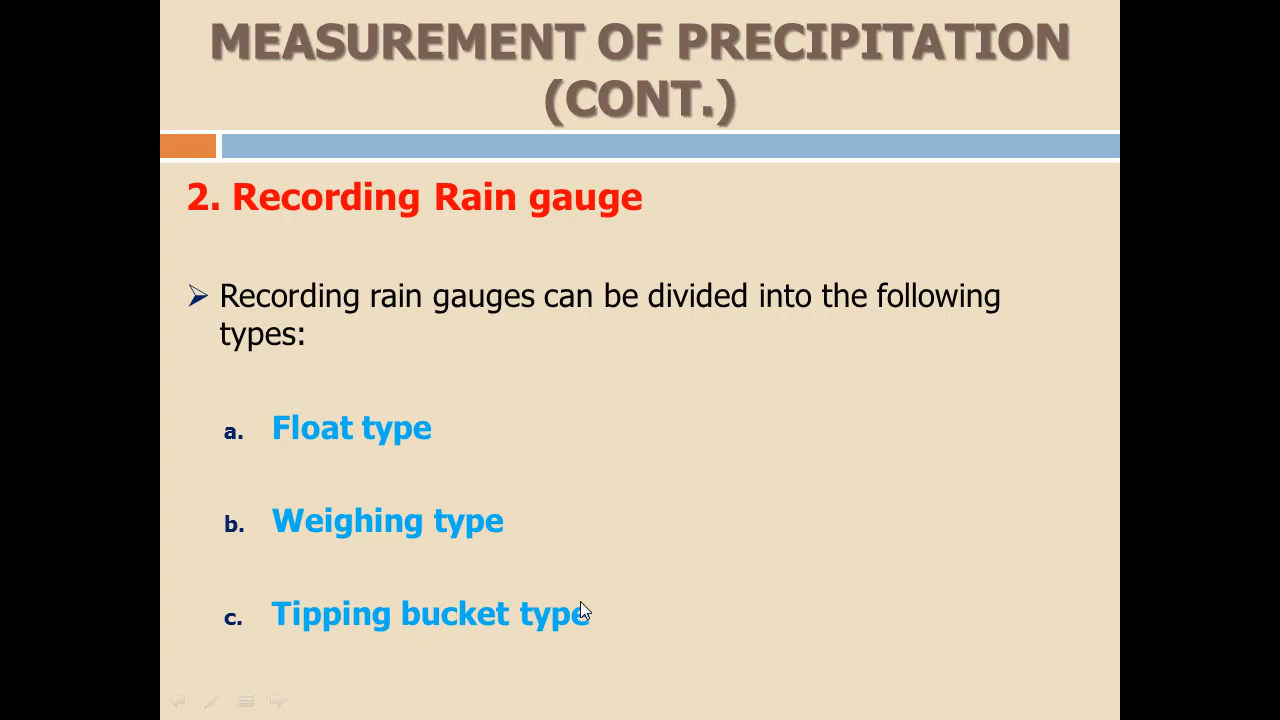 MEASUREMENT OF PRECIPITATION
(CONT.)
2. Recording Rain gauge
Recording rain gauges can be divided into the following
types:
a. Float type
b. Weighing type
c. Tipping bucket type